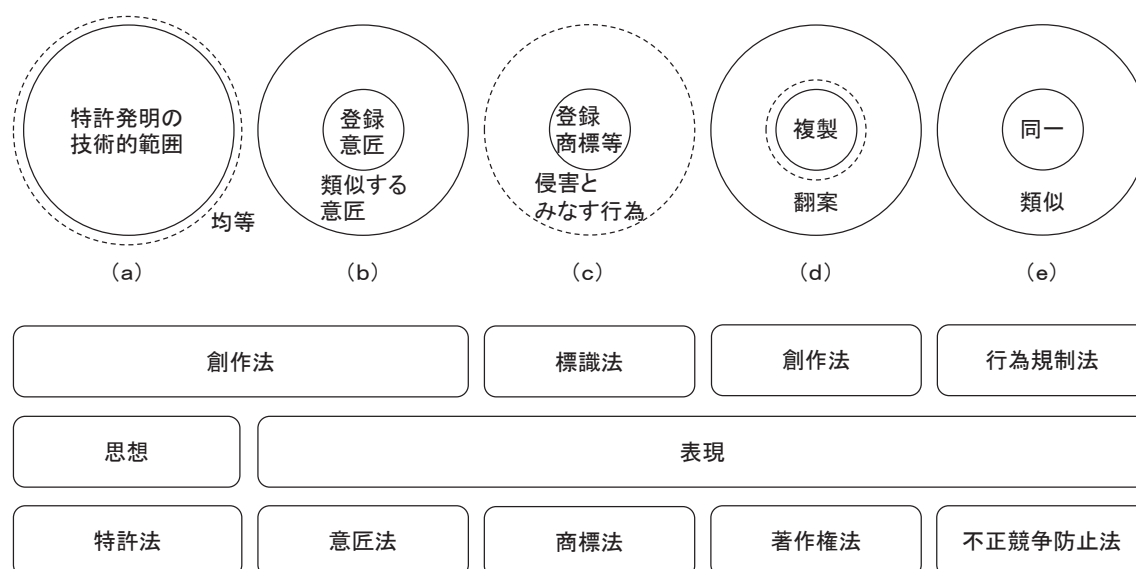 特許発明の
技術的範囲
均等
(a)
登録
意匠
類似する
意匠
(b)
登録
商標等
侵害と
みなす行為
(c)
複製
翻案
(d)
同一
類似
(e)
創作法
標識法
創作法
行為規制法
思想
表現
特許法
意匠法
商標法
著作権法
不正競争防止法